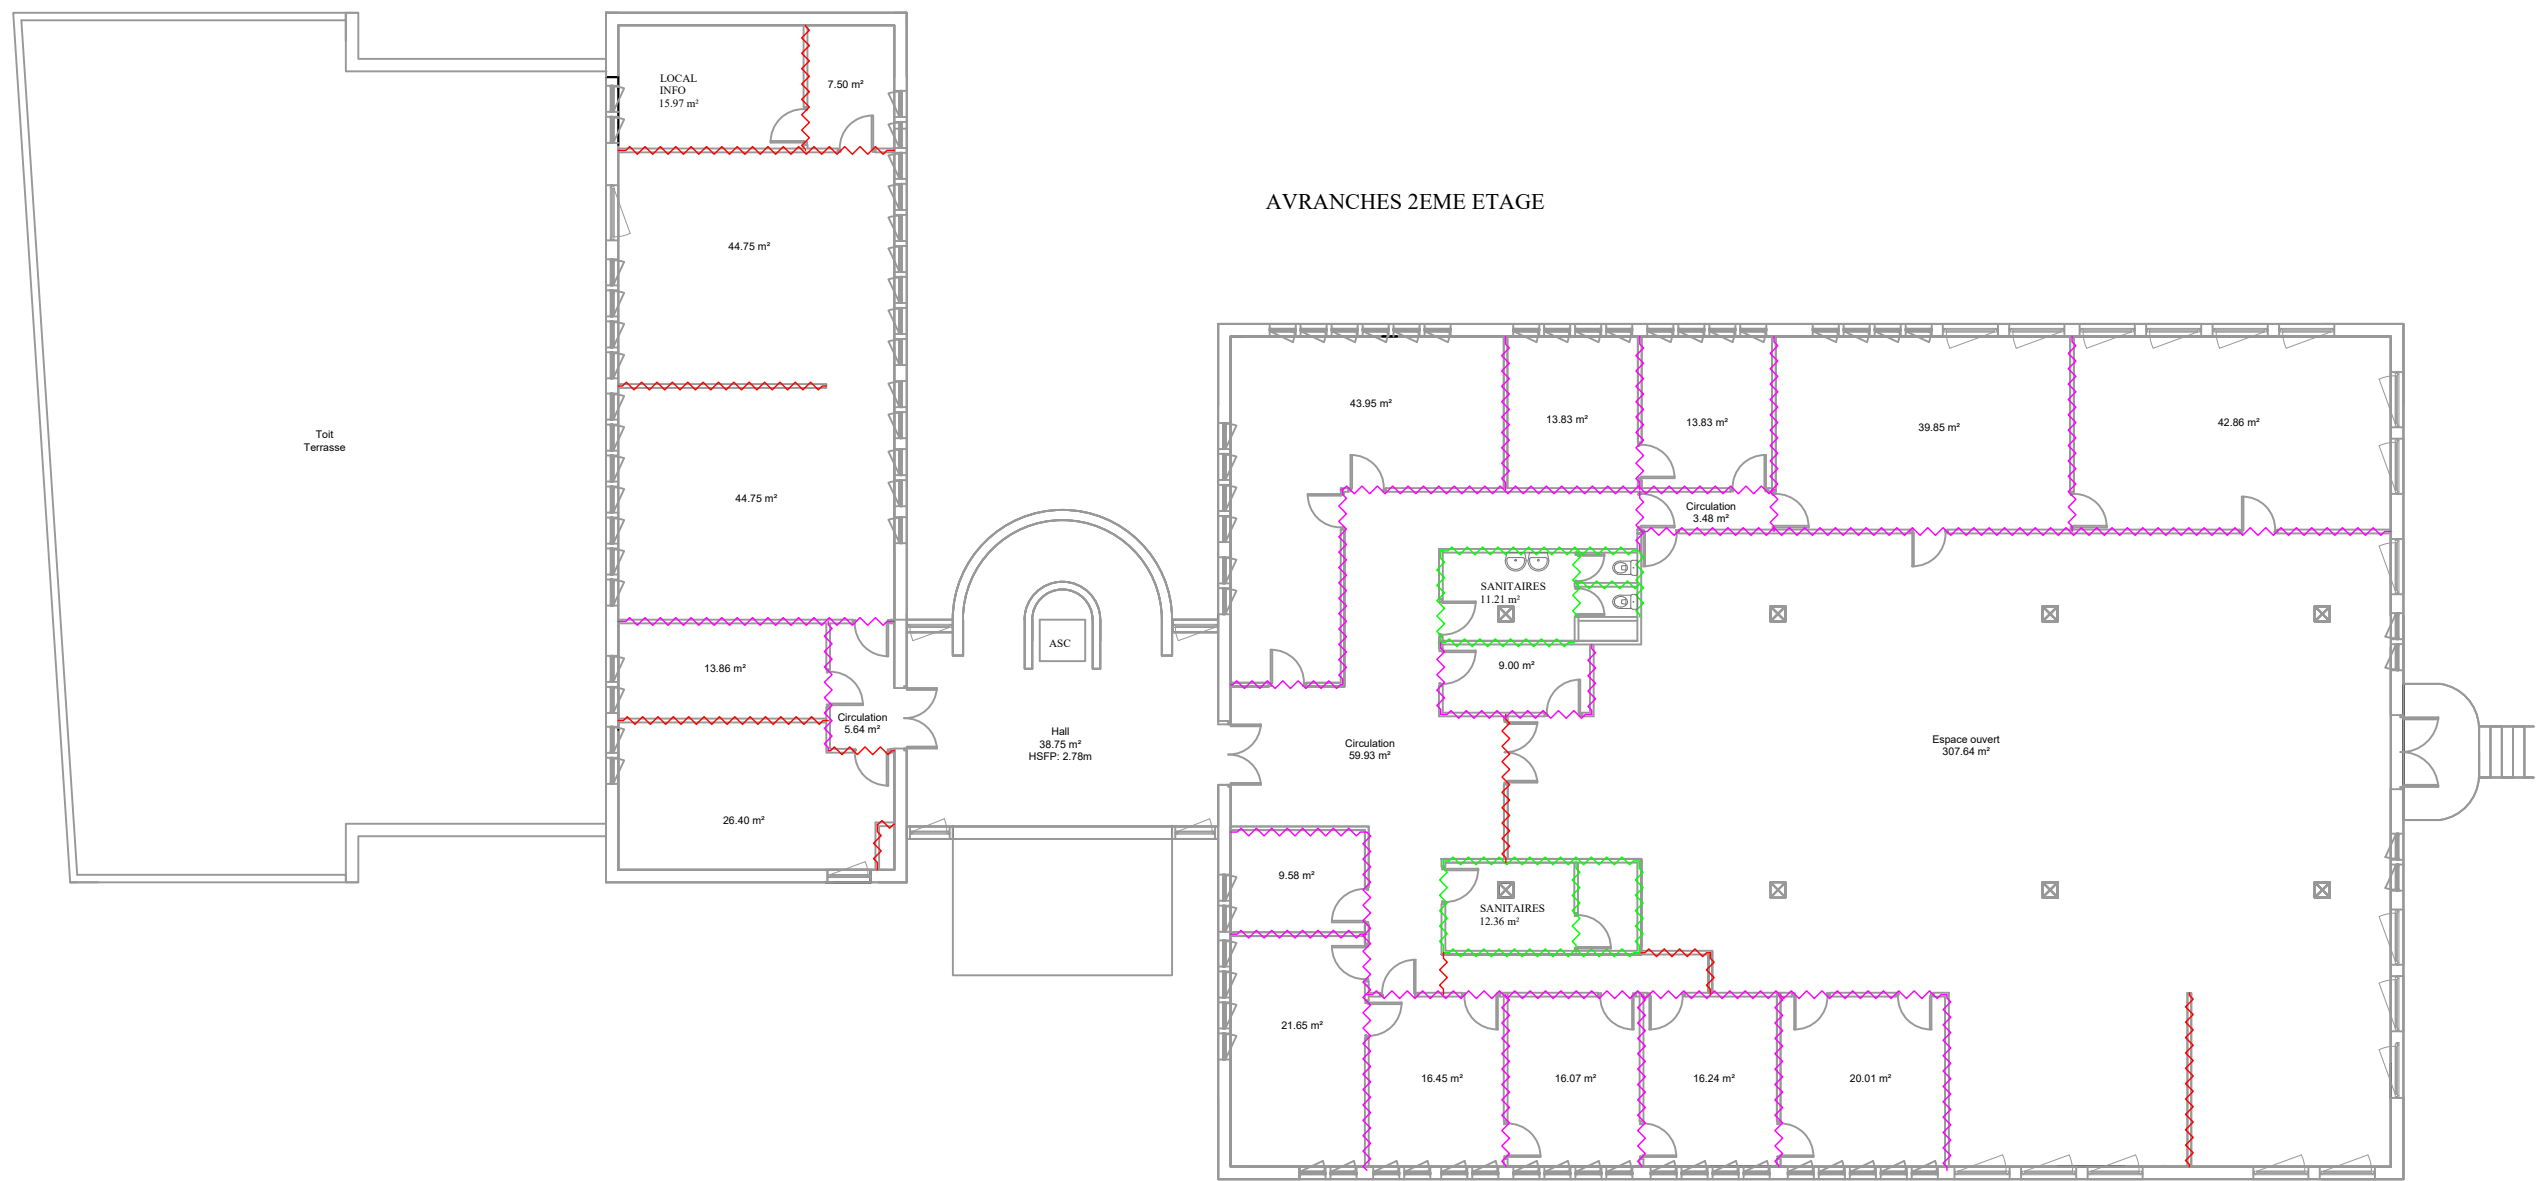 AVRANCHES 2EME ETAGE
LOCAL
INFO
15.97 m²
7.50 m²
44.75 m²
Toit
Terrasse
44.75 m²
13.86 m²
Circulation
5.64 m²
26.40 m²
ASC
Hall
38.75 m²
HSFP: 2.78m
43.95 m²
13.83 m²
13.83 m²
39.85 m²
42.86 m²
Circulation
3.48 m²
SANITAIRES
11.21 m²
9.00 m²
Circulation
59.93 m²
Espace ouvert
307.64 m²
9.58 m²
SANITAIRES
12.36 m²
21.65 m²
16.45 m²
16.07 m²
16.24 m²
20.01 m²